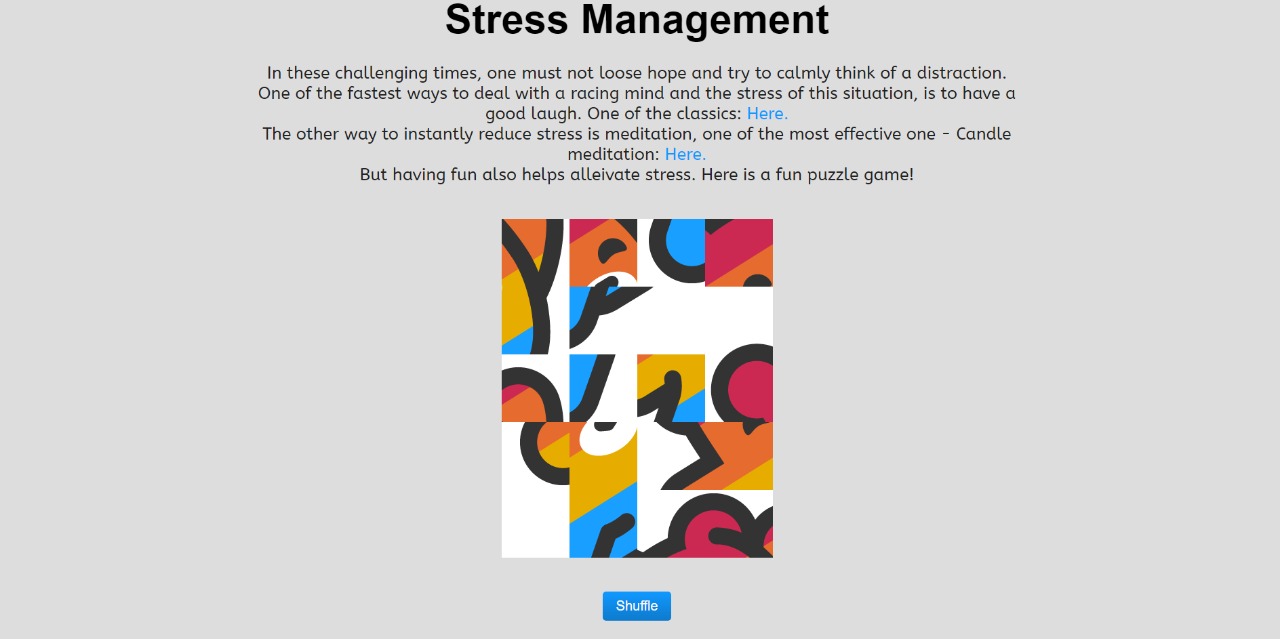 Stress Management
In these challenging times, one must not loose hope and try to calmly think of a distraction.
One of the fastest ways to deal with a racing mind and the stress of this situation, is to have a
good laugh. One of the classics: Here.
The other way to instantly reduce stress is meditation, one of the most effective one - Candle
meditation: Here.
But having fun also helps alleivate stress. Here is a fun puzzle game!
Shuffle